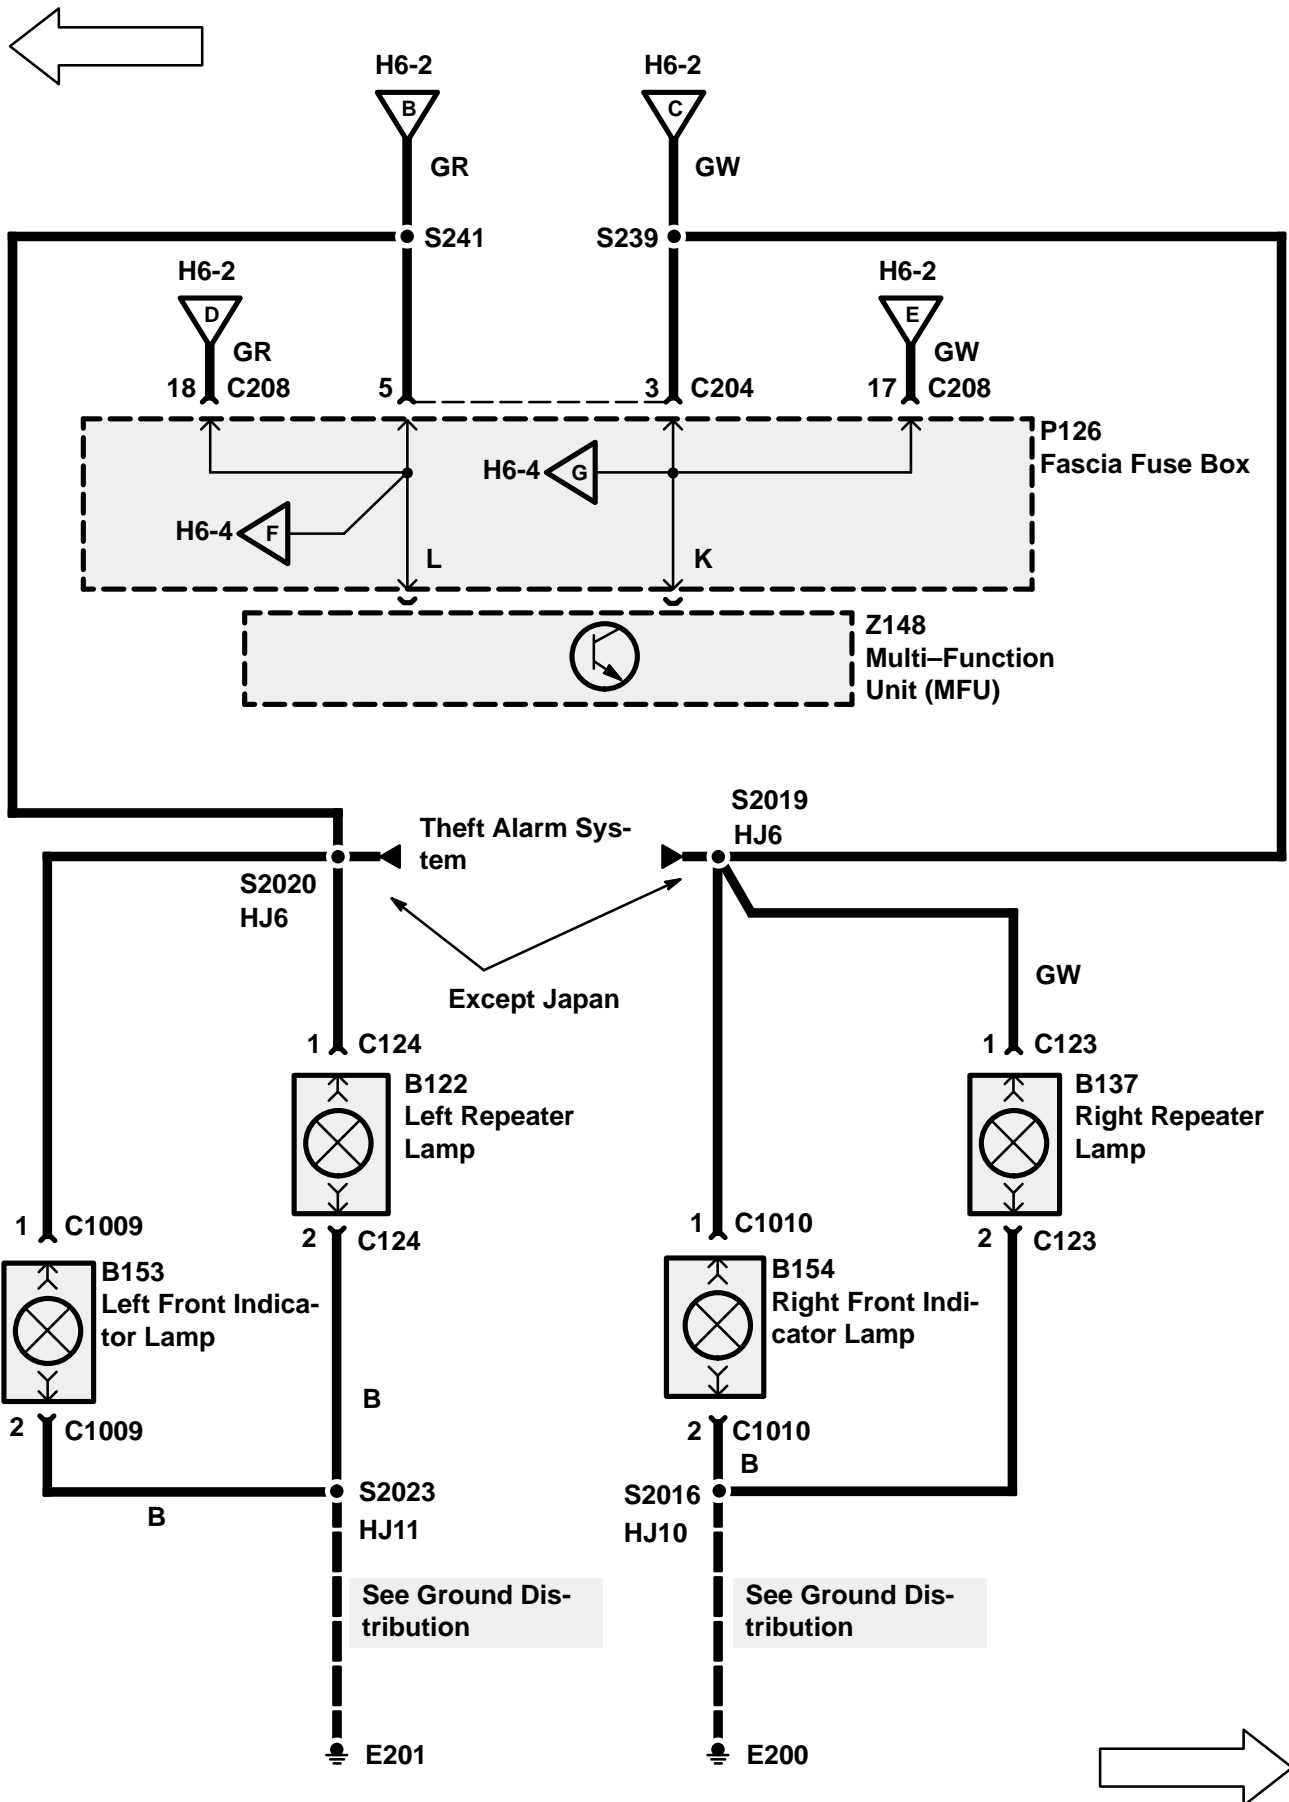 H6-2
H6-2
B
C
GR
GW
S241
S239
H6-2
H6-2
D
E
GR
GW
18
C208
5
3
C204
17
C208
P126
Fascia Fuse Box
H6-4
G
H6-4
F
L
K
Z148
Multi–Function
Unit (MFU)
S2019
HJ6
Theft Alarm Sys-
tem
S2020
HJ6
Except Japan
GW
1
C124
1
C123
B122
Left Repeater
Lamp
B137
Right Repeater
Lamp
1
C1009
2
C124
1
C1010
2
C123
B153
Left Front Indica-
tor Lamp
B154
Right Front Indi-
cator Lamp
B
2
C1009
2
C1010
B
B
S2023
HJ11
S2016
HJ10
See Ground Dis-
tribution
See Ground Dis-
tribution
E201
E200